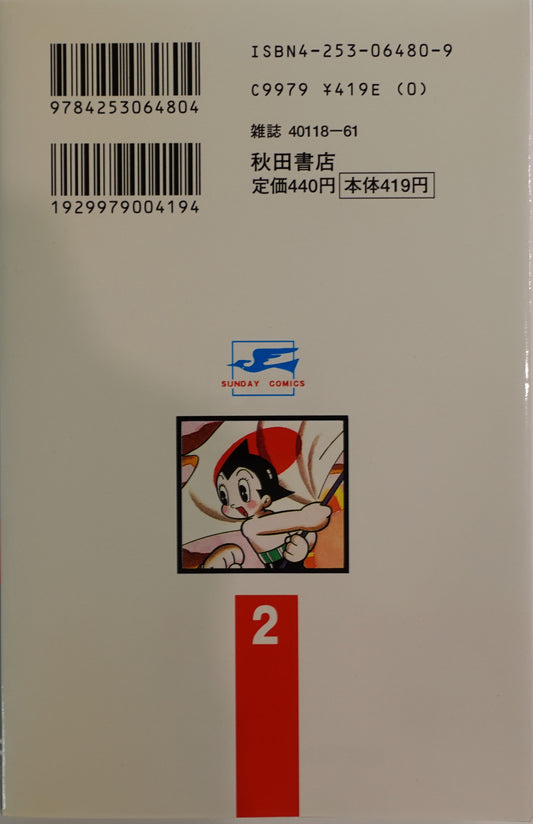 ISBN4-253-06480-9
9784253064804
C9979 ¥419E (0)
雑誌 40118-61
秋田書店
定価440円 本体419円
1929979004194
SUNDAY COMICS
2